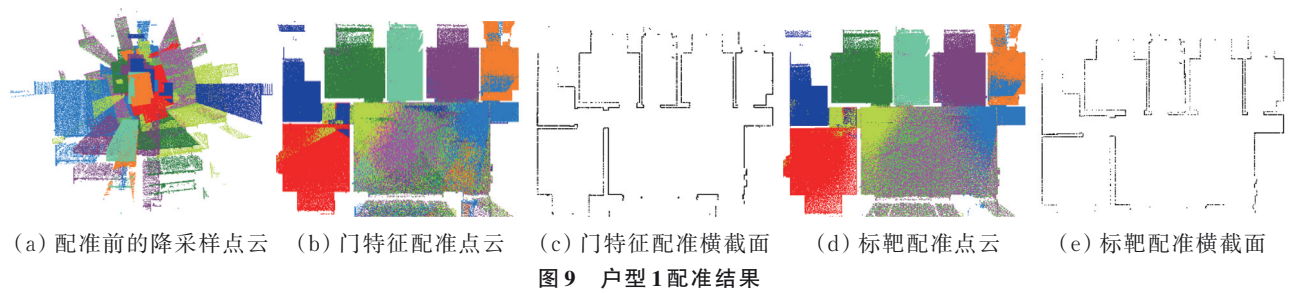 (a) 配准前的降采样点云 (b) 门特征配准点云 (c) 门特征配准横截面 (d) 标靶配准点云 (e) 标靶配准横截面
图9 户型1配准结果